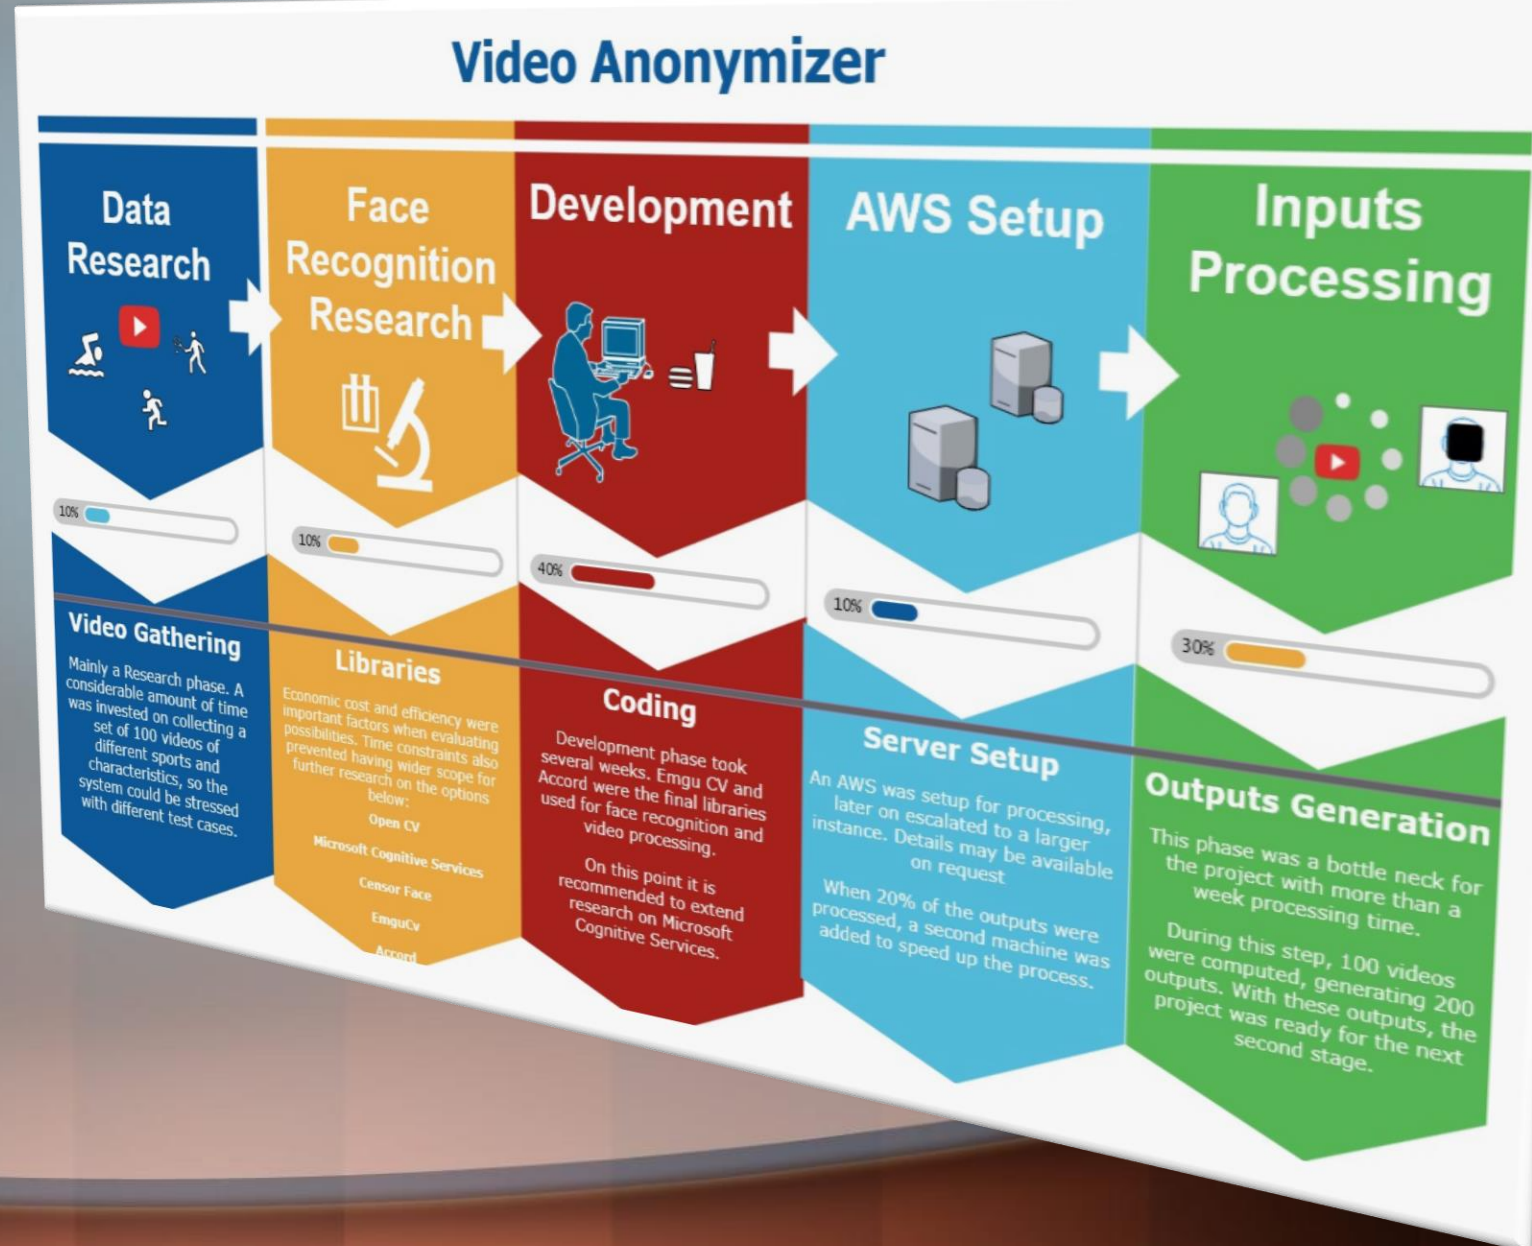 Video Anonymizer
Data
Research
10%
Video Gathering
Mainly a Research phase. A
considerable amount of time
was invested on collecting a
set of 100 videos of
different sports and
characteristics, so the
system could be stressed
with different test cases.
Face
Recognition
Research
10%
Libraries
Economic cost and efficiency were
important factors when evaluating
possibilities. Time constraints also
prevented having wider scope for
further research on the options
below:
Open CV
Microsoft Cognitive Services
Censor Face
EmguCv
Accord
Development
40%
Coding
Development phase took
several weeks. Emgu CV and
Accord were the final libraries
used for face recognition and
video processing.
On this point it is
recommended to extend
research on Microsoft
Cognitive Services.
AWS Setup
10%
Server Setup
An AWS was setup for processing,
later on escalated to a larger
instance. Details may be available
on request
When 20% of the outputs were
processed, a second machine was
added to speed up the process.
Inputs
Processing
30%
Outputs Generation
This phase was a bottle neck for
the project with more than a
week processing time.
During this step, 100 videos
were computed, generating 200
outputs. With these outputs, the
project was ready for the next
second stage.